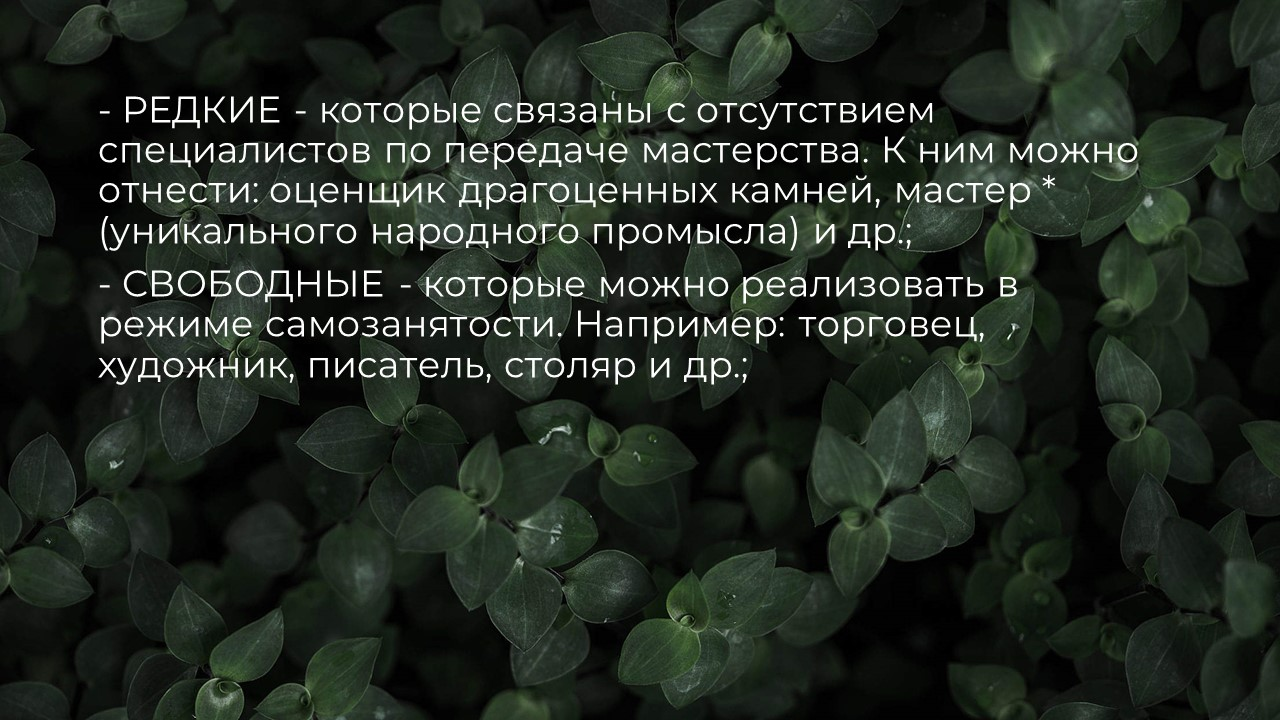 - РЕДКИЕ - которые связаны с отсутствием
специалистов по передаче мастерства. К ним можно
отнести: оценщик драгоценных камней, мастер *
(уникального народного промысла) и др.;
- СВОБОДНЫЕ - которые можно реализовать в
режиме самозанятости. Например: торговец,
художник, писатель, столяр и др.;